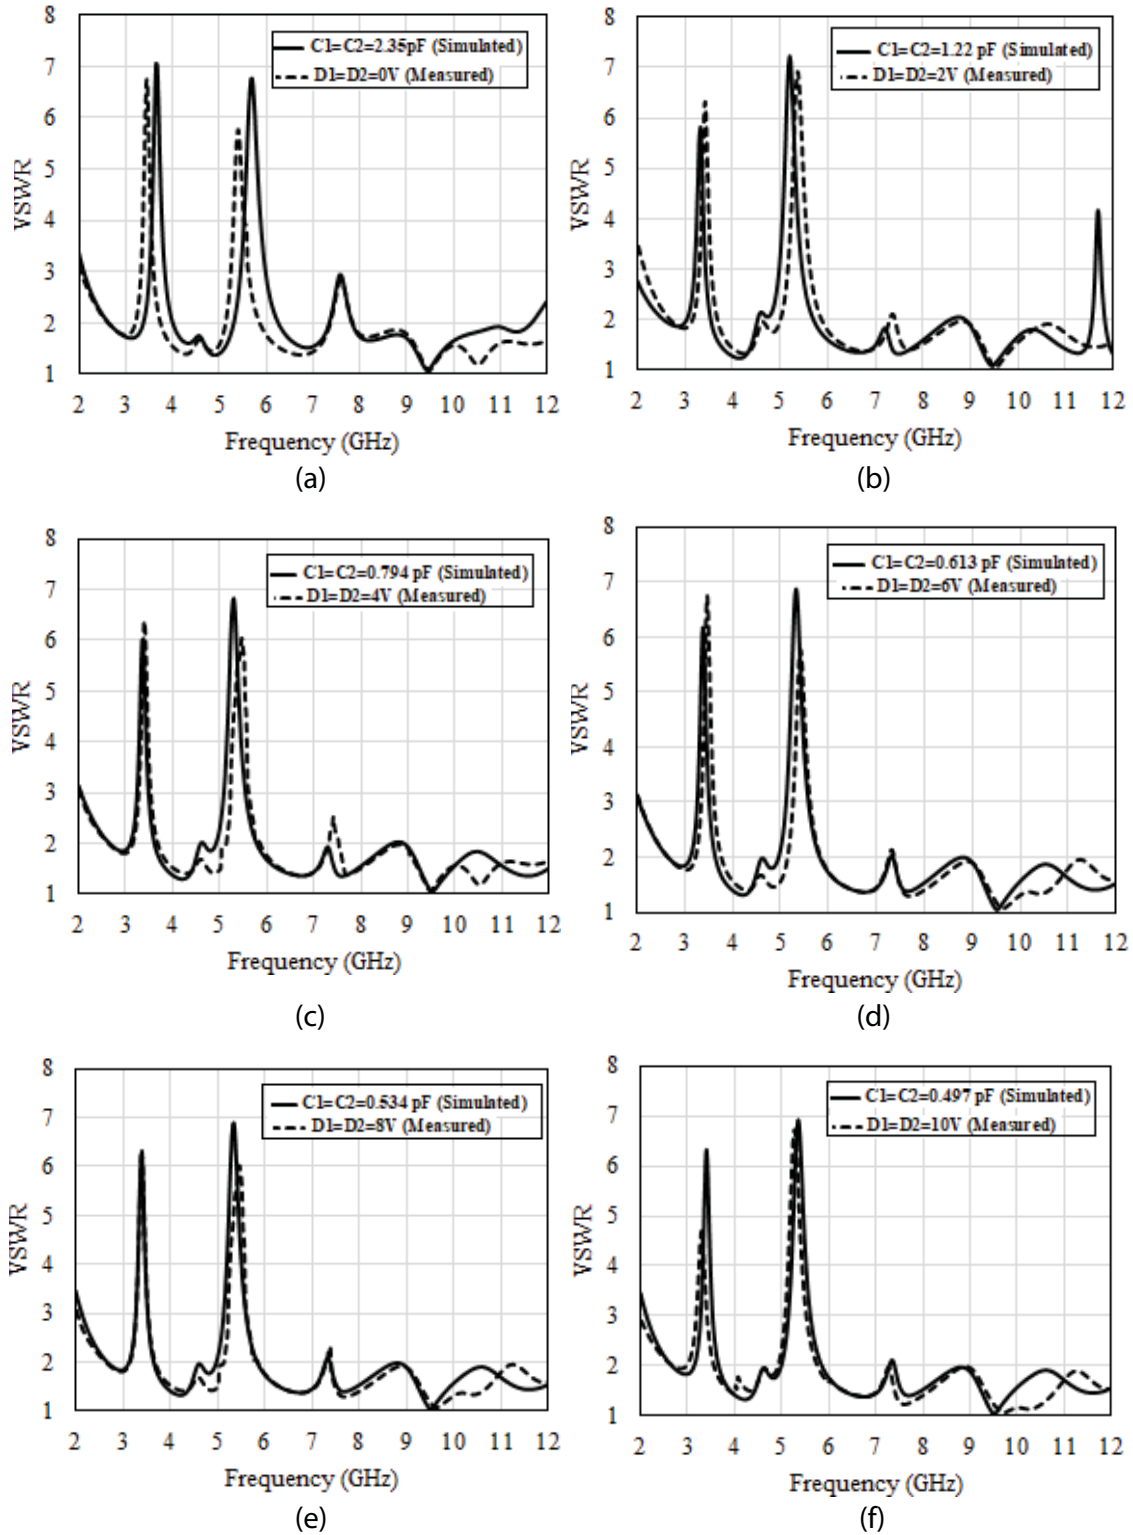 8
7
6
5
4
3
2
1
VSWR
C1=C2=2.35pF (Simulated)
D1=D2=0V (Measured)
2 3 4 5 6 7 8 9 10 11 12
Frequency (GHz)
(a)
8
7
6
5
4
3
2
1
VSWR
C1=C2=1.22 pF (Simulated)
D1=D2=2V (Measured)
2 3 4 5 6 7 8 9 10 11 12
Frequency (GHz)
(b)
8
7
6
5
4
3
2
1
VSWR
C1=C2=0.794 pF (Simulated)
D1=D2=4V (Measured)
2 3 4 5 6 7 8 9 10 11 12
Frequency (GHz)
(c)
8
7
6
5
4
3
2
1
VSWR
C1=C2=0.613 pF (Simulated)
D1=D2=6V (Measured)
2 3 4 5 6 7 8 9 10 11 12
Frequency (GHz)
(d)
8
7
6
5
4
3
2
1
VSWR
C1=C2=0.534 pF (Simulated)
D1=D2=8V (Measured)
2 3 4 5 6 7 8 9 10 11 12
Frequency (GHz)
(e)
8
7
6
5
4
3
2
1
VSWR
C1=C2=0.497 pF (Simulated)
D1=D2=10V (Measured)
2 3 4 5 6 7 8 9 10 11 12
Frequency (GHz)
(f)